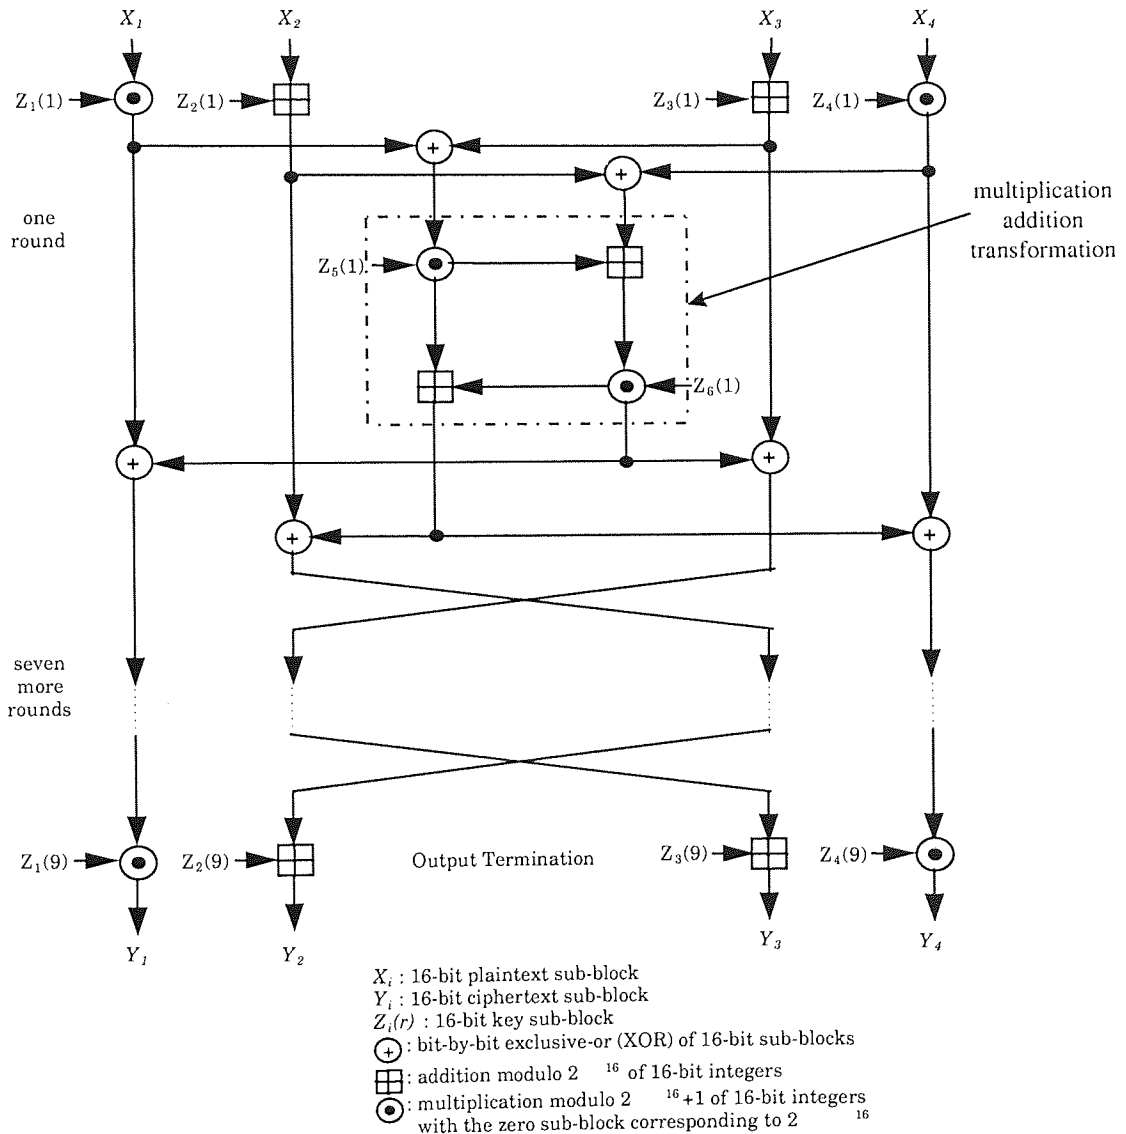 X1 X2 X3 X4
Z1(1) Z2(1) Z3(1) Z4(1)
+ +
one
round
multiplication
addition
transformation
Z5(1)
Z6(1)
+ +
+ +
seven
more
rounds
Z1(9) Z2(9) Output Termination Z3(9) Z4(9)
Y1 Y2 Y3 Y4
Xi : 16-bit plaintext sub-block
Yi : 16-bit ciphertext sub-block
Zi(r) : 16-bit key sub-block
+ : bit-by-bit exclusive-or (XOR) of 16-bit sub-blocks
: addition modulo 2 16 of 16-bit integers
: multiplication modulo 2 16+1 of 16-bit integers
with the zero sub-block corresponding to 2 16